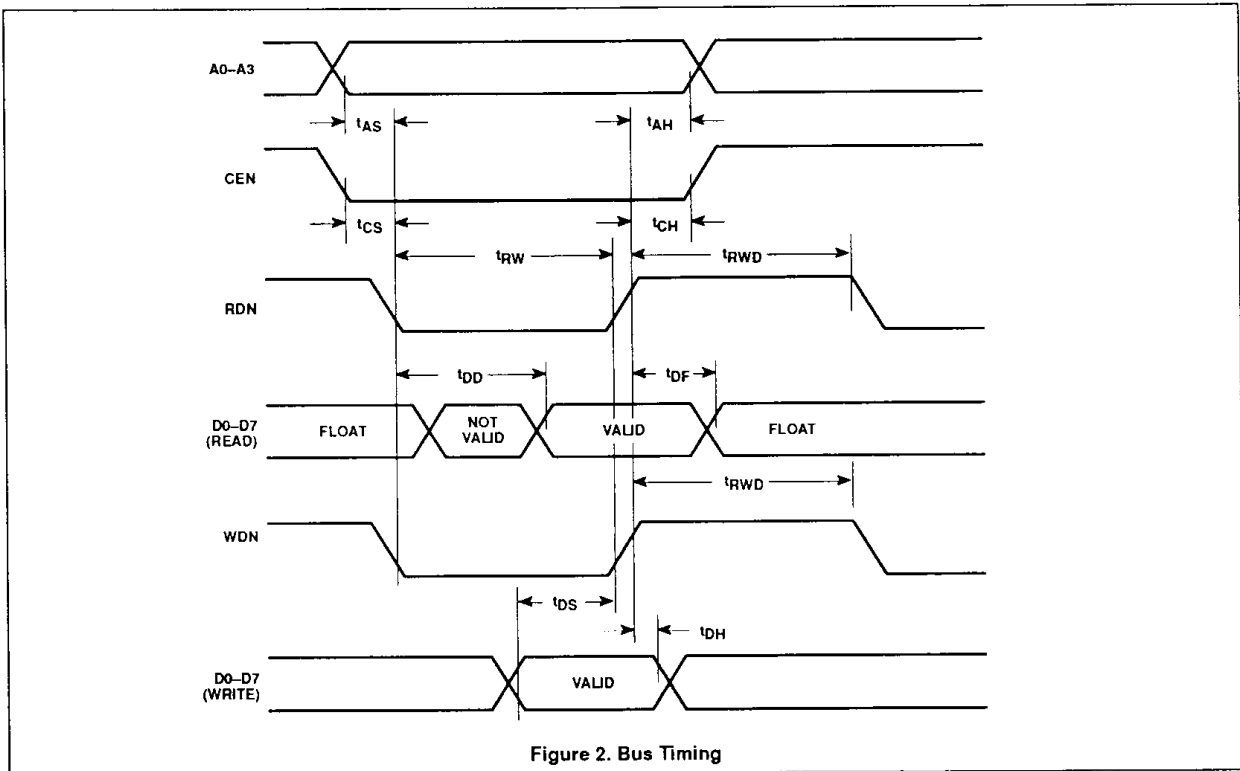 A0–A3
tAS
tAH
CEN
tCS
tCH
tRW
tRWD
RDN
tDD
tDF
D0–D7
(READ)
FLOAT
NOT
VALID
VALID
FLOAT
tRWD
WDN
tDS
tDH
D0–D7
(WRITE)
VALID
Figure 2. Bus Timing